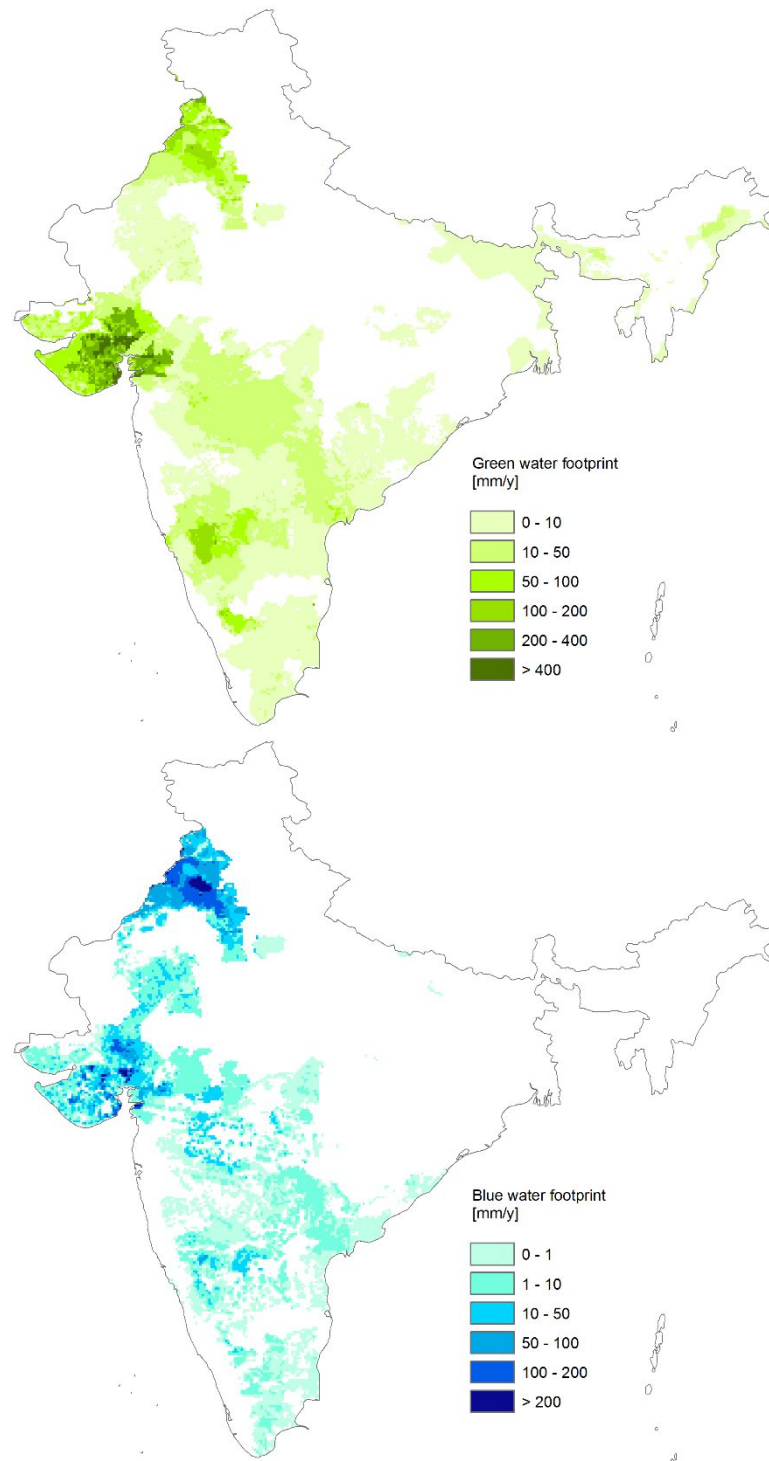 Green water footprint
[mm/y]
0 - 10
10 - 50
50 - 100
100 - 200
200 - 400
> 400
Blue water footprint
[mm/y]
0 - 1
1 - 10
10 - 50
50 - 100
100 - 200
> 200